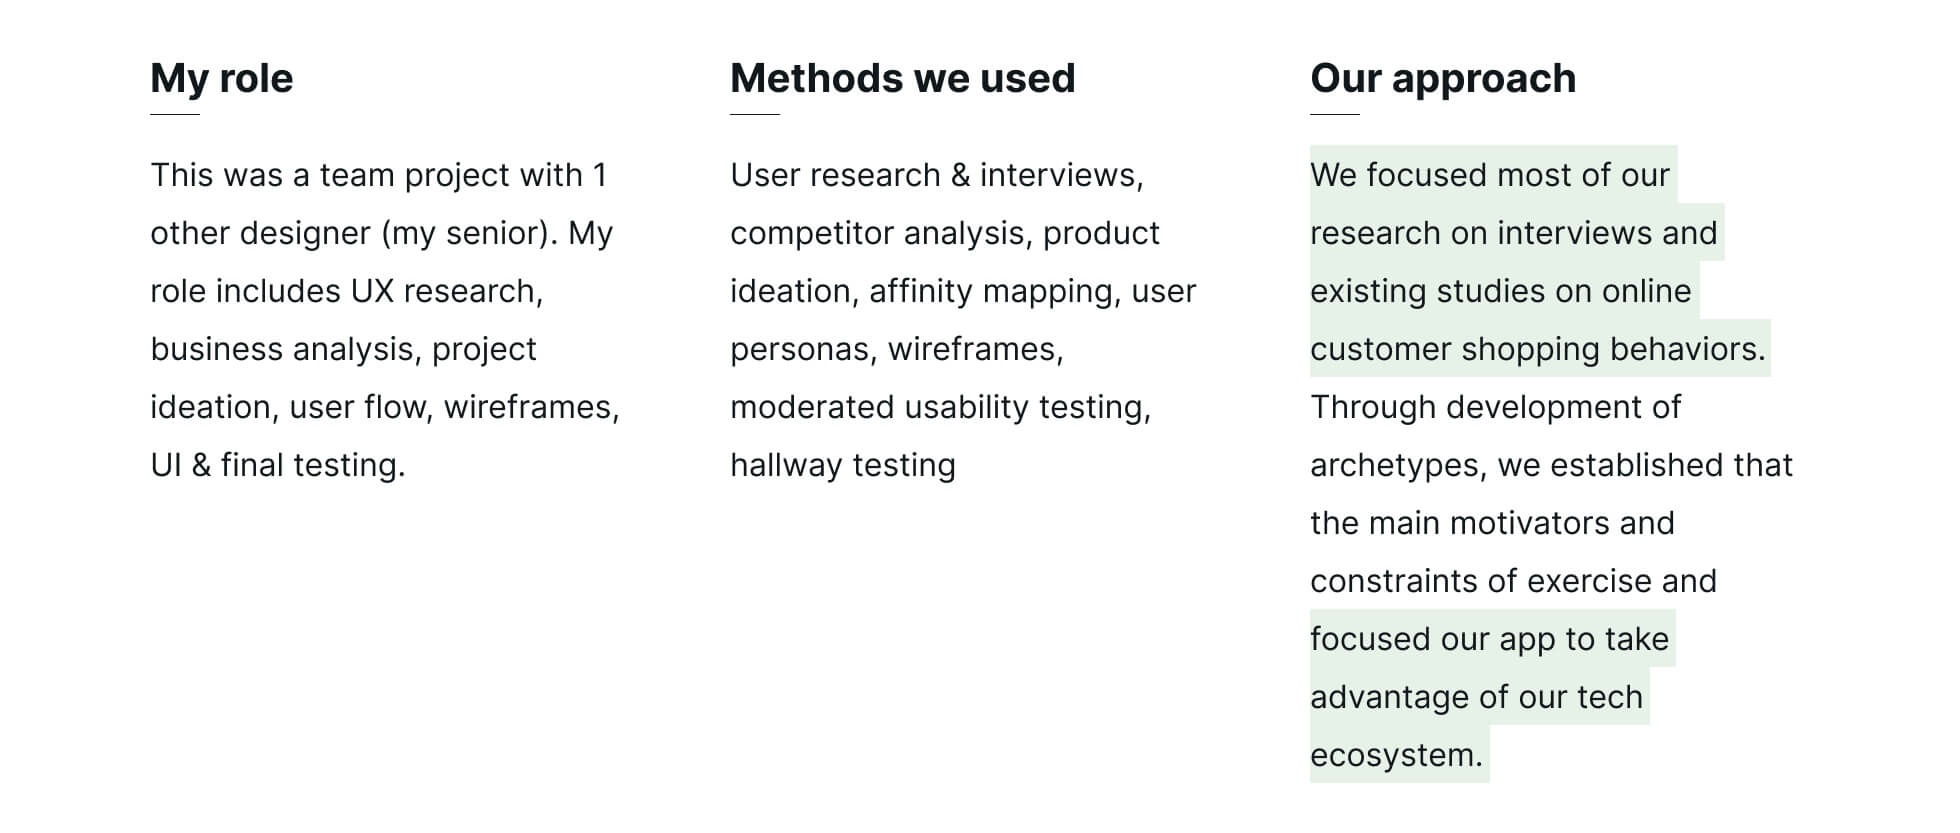 My role
This was a team project with 1
other designer (my senior). My
role includes UX research,
business analysis, project
ideation, user flow, wireframes,
UI & final testing.
Methods we used
User research & interviews,
competitor analysis, product
ideation, affinity mapping, user
personas, wireframes,
moderated usability testing,
hallway testing
Our approach
We focused most of our
research on interviews and
existing studies on online
customer shopping behaviors.
Through development of
archetypes, we established that
the main motivators and
constraints of exercise and
focused our app to take
advantage of our tech
ecosystem.